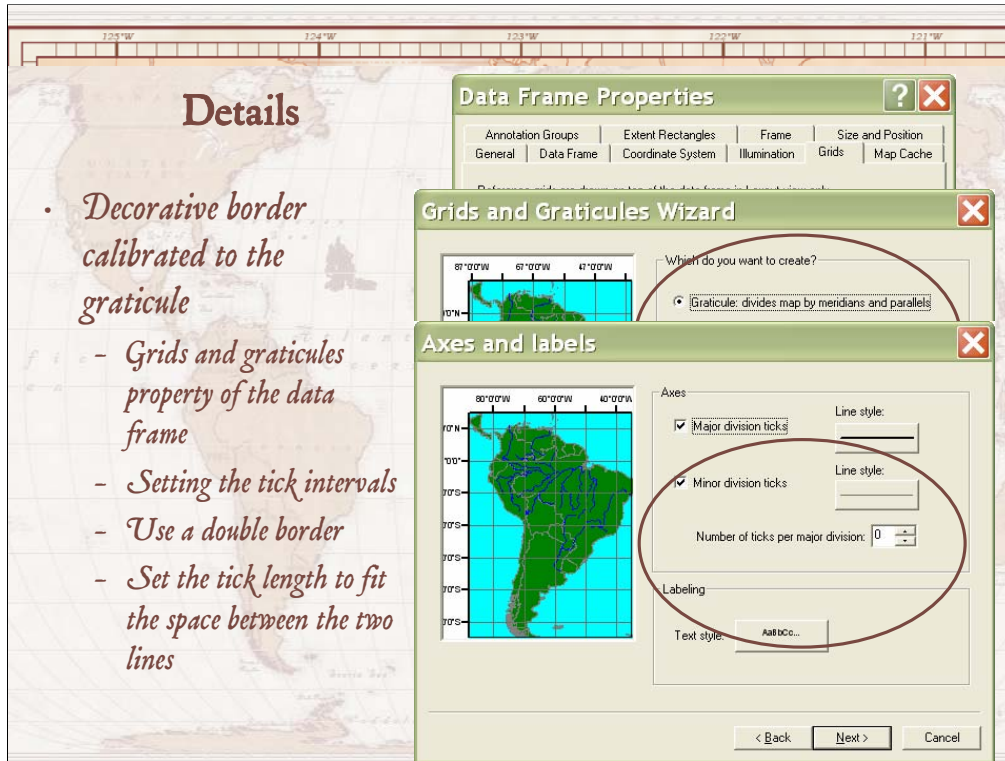 125°W 124°W 123°W 122°W 121°W
Details
• Decorative border
calibrated to the
graticule
– Grids and graticules
property of the data
frame
– Setting the tick intervals
– Use a double border
– Set the tick length to fit
the space between the two
lines
Data Frame Properties
Annotation Groups Extent Rectangles Frame Size and Position
General Data Frame Coordinate System Illumination Grids Map Cache
Grids and Graticules Wizard
87°0'0"W 67°0'0"W 47°0'0"W
Which do you want to create?
Graticule: divides map by meridians and parallels
Axes and labels
80°0'0"W 60°0'0"W 40°0'0"W
Axes
Major division ticks
Line style:
Minor division ticks
Line style:
Number of ticks per major division: 0
Labeling
Text style: AaBbCc...
< Back Next > Cancel